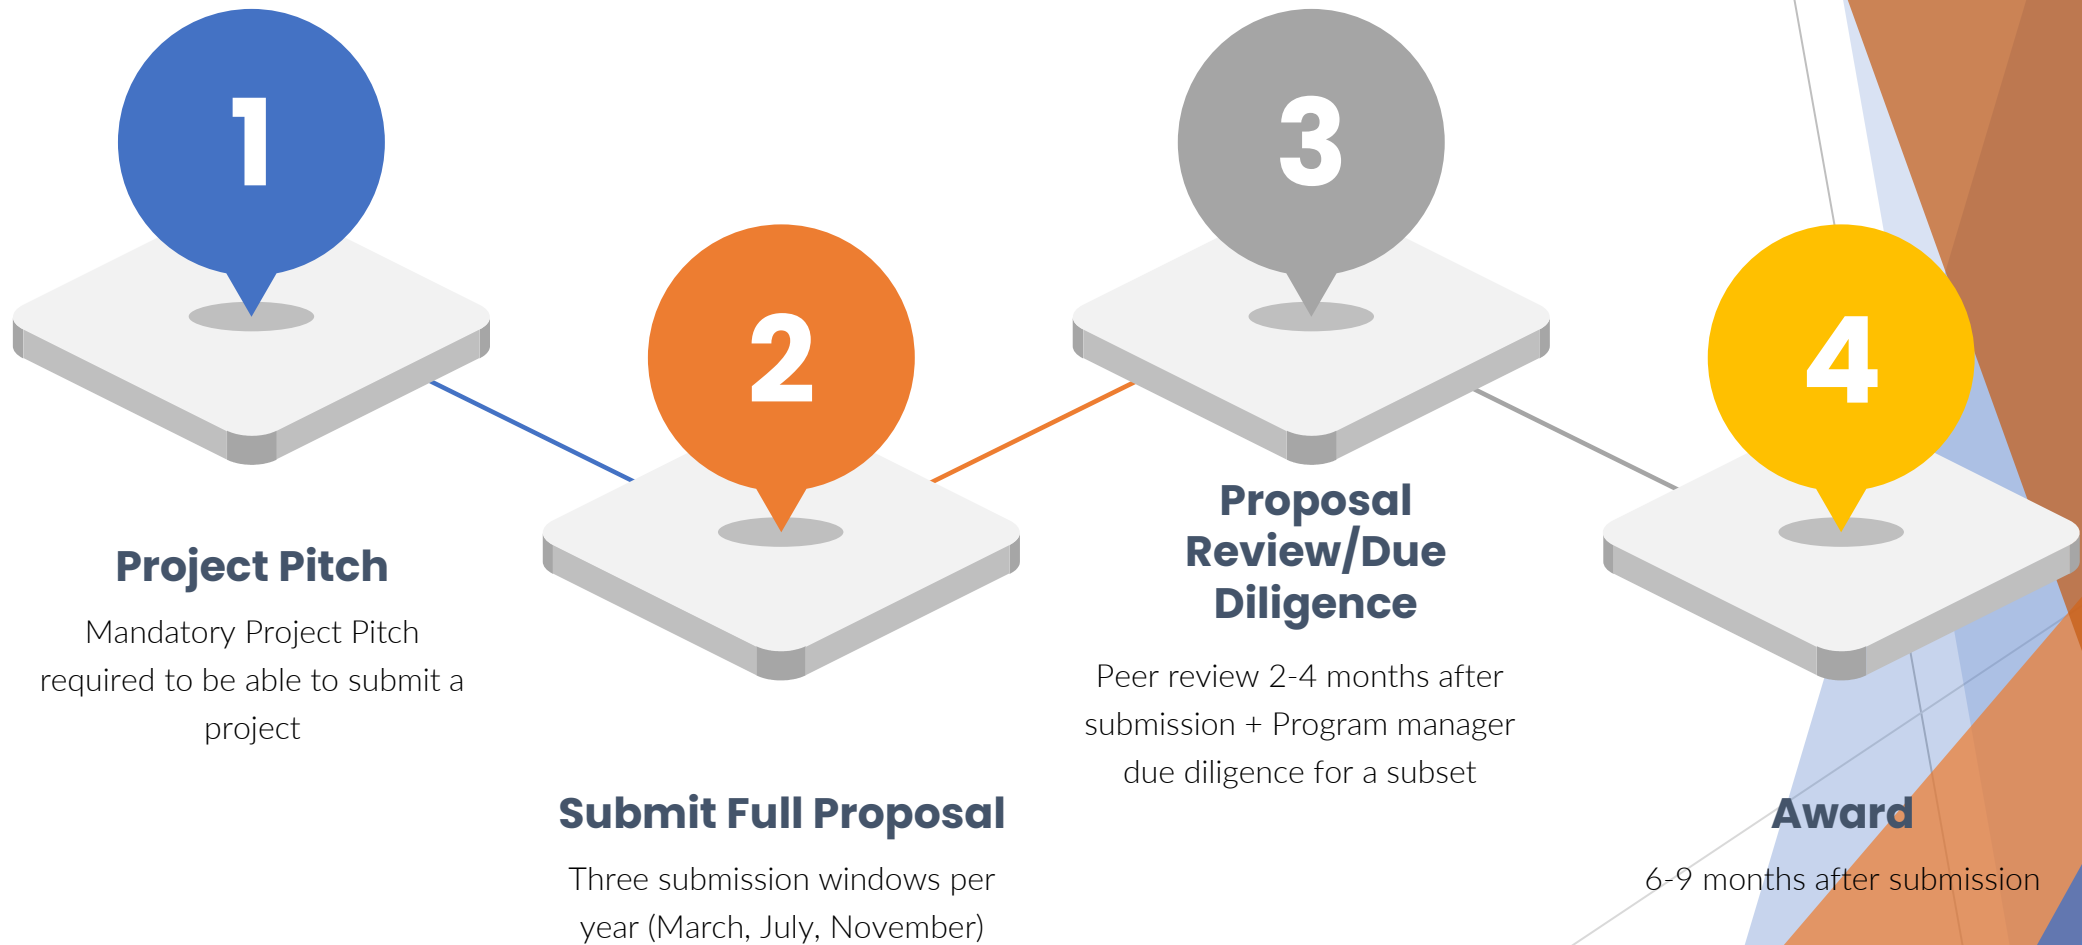 1
Project Pitch
Mandatory Project Pitch
required to be able to submit a
project
2
Submit Full Proposal
Three submission windows per
year (March, July, November)
3
Proposal
Review/Due
Diligence
Peer review 2-4 months after
submission + Program manager
due diligence for a subset
4
Award
6-9 months after submission